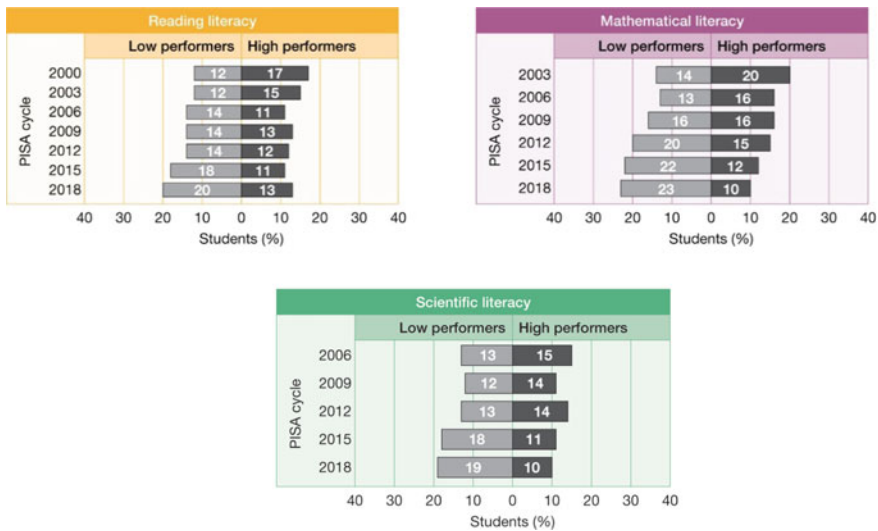 Reading literacy
Low performers High performers
PISA cycle
2000 12 17
2003 12 15
2006 14 11
2009 14 13
2012 14 12
2015 18 11
2018 20 13
40 30 20 10 0 10 20 30 40
Students (%)
Mathematical literacy
Low performers High performers
PISA cycle
2003 14 20
2006 13 16
2009 16 16
2012 20 15
2015 22 12
2018 23 10
40 30 20 10 0 10 20 30 40
Students (%)
Scientific literacy
Low performers High performers
PISA cycle
2006 13 15
2009 12 14
2012 13 14
2015 18 11
2018 19 10
40 30 20 10 0 10 20 30 40
Students (%)